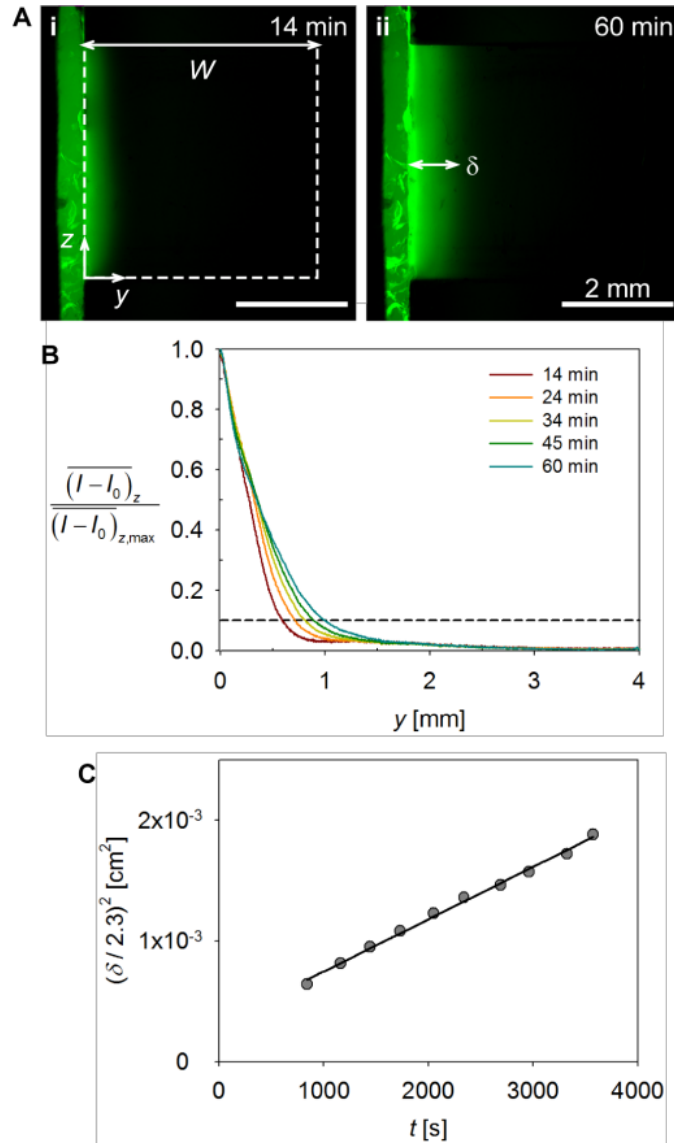 A
i
14 min
W
z
y
ii
60 min
δ
2 mm
B
1.0
0.8
0.6
0.4
0.2
0.0
(I – I₀)z
(I – I₀)z,max
14 min
24 min
34 min
45 min
60 min
0 1 2 3 4
y [mm]
C
2x10⁻³
1x10⁻³
0
(δ / 2.3)² [cm²]
0 1000 2000 3000 4000
t [s]